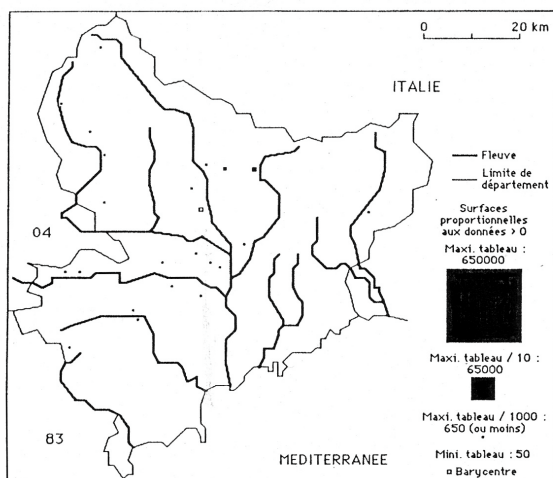 0 20 km
ITALIE
Fleuve
Limite de
département
Surfaces
proportionnelles
aux données > 0
Maxi. tableau :
650000
04
Maxi. tableau / 10 :
65000
Maxi. tableau / 1000 :
650 (ou moins)
83
MEDITERRANEE
Mini. tableau : 50
Barycentre